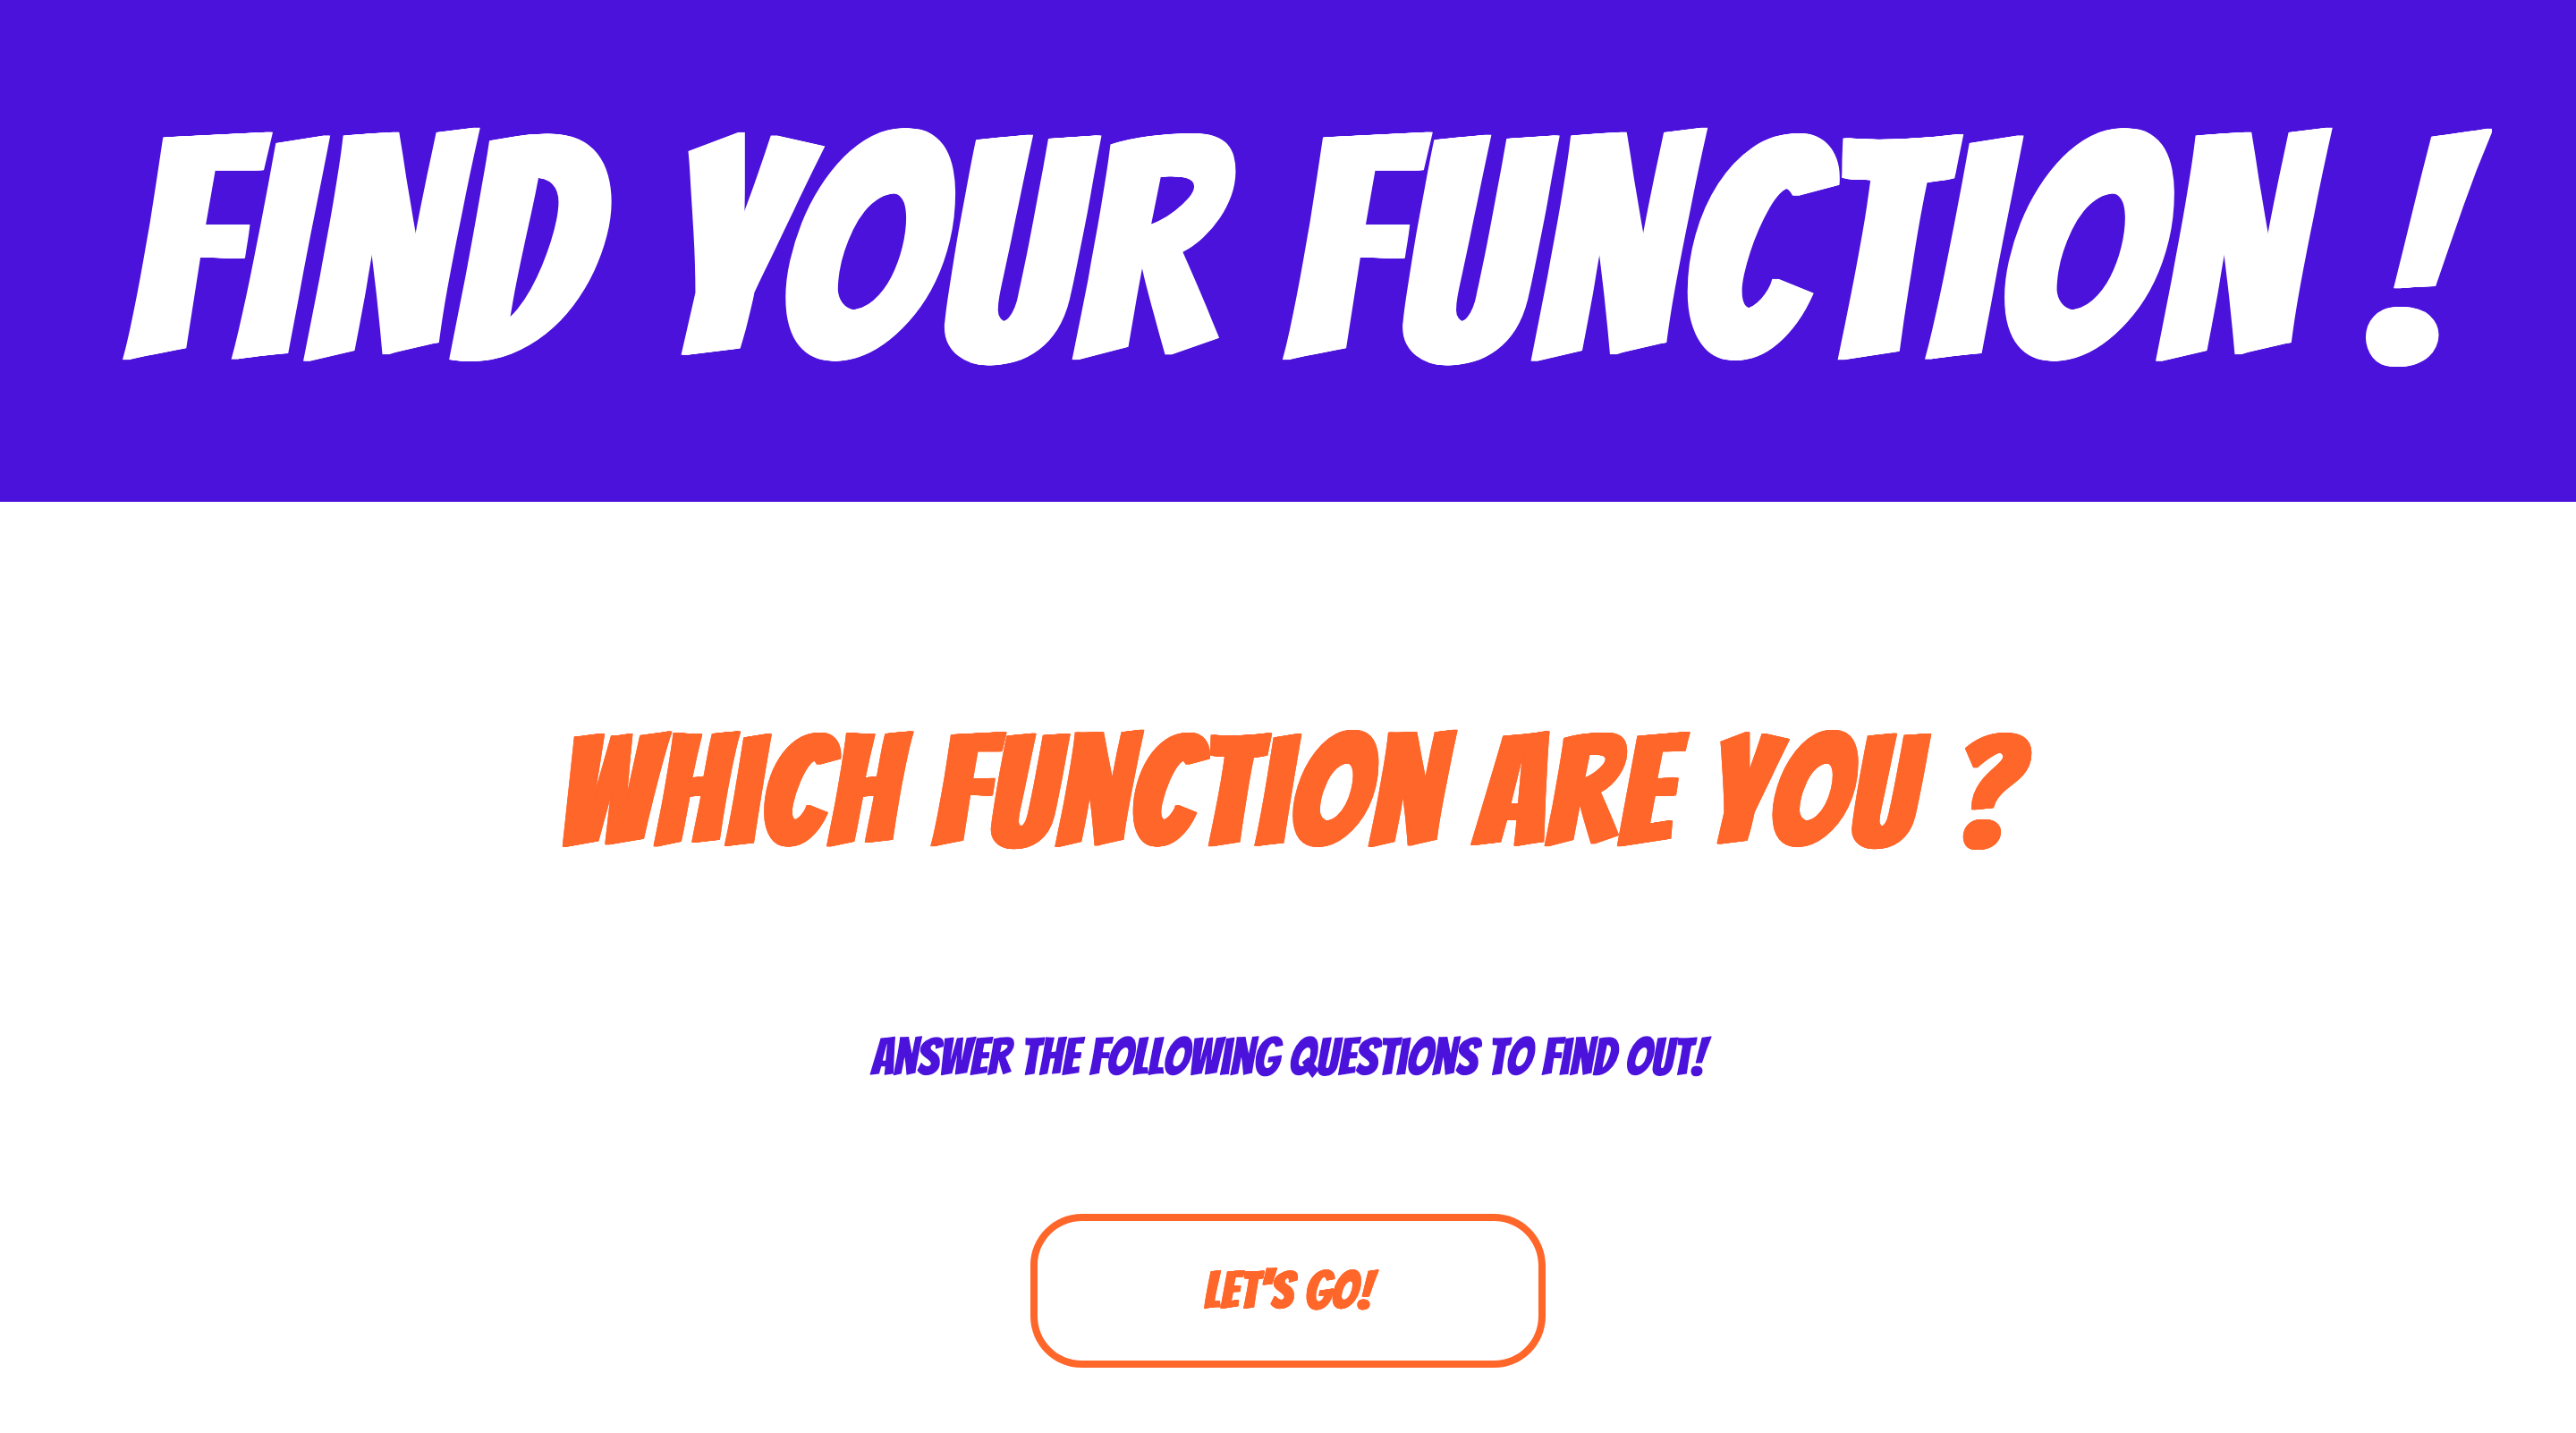 FIND YOUR FUNCTION !
WHICH FUNCTION ARE YOU ?
ANSWER THE FOLLOWING QUESTIONS TO FIND OUT!
LET'S GO!